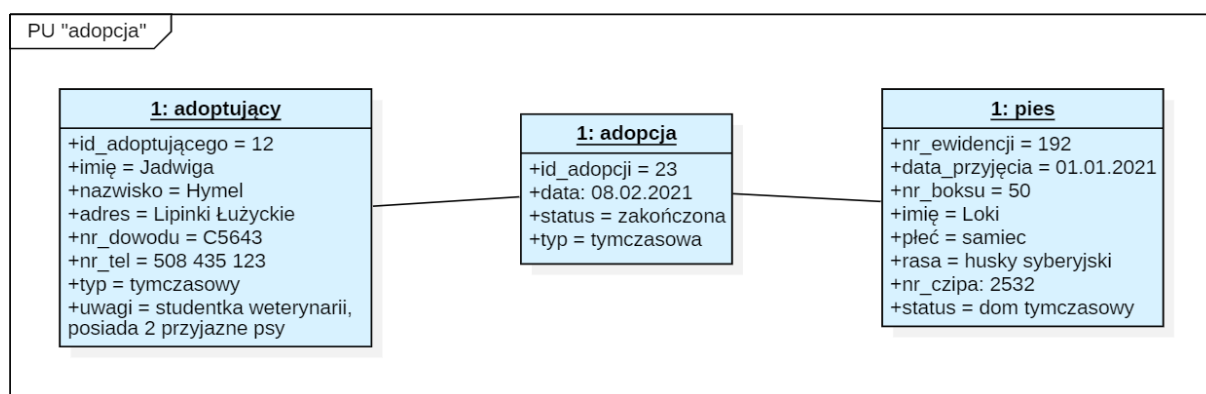 PU "adopcja"
1: adoptujący
+id_adoptującego = 12
+imię = Jadwiga
+nazwisko = Hymel
+adres = Lipinki Łużyckie
+nr_dowodu = C5643
+nr_tel = 508 435 123
+typ = tymczasowy
+uwagi = studentka weterynarii,
posiada 2 przyjazne psy
1: adopcja
+id_adopcji = 23
+data: 08.02.2021
+status = zakończona
+typ = tymczasowa
1: pies
+nr_ewidencji = 192
+data_przyjęcia = 01.01.2021
+nr_boksu = 50
+imię = Loki
+płeć = samiec
+rasa = husky syberyjski
+nr_czipa: 2532
+status = dom tymczasowy